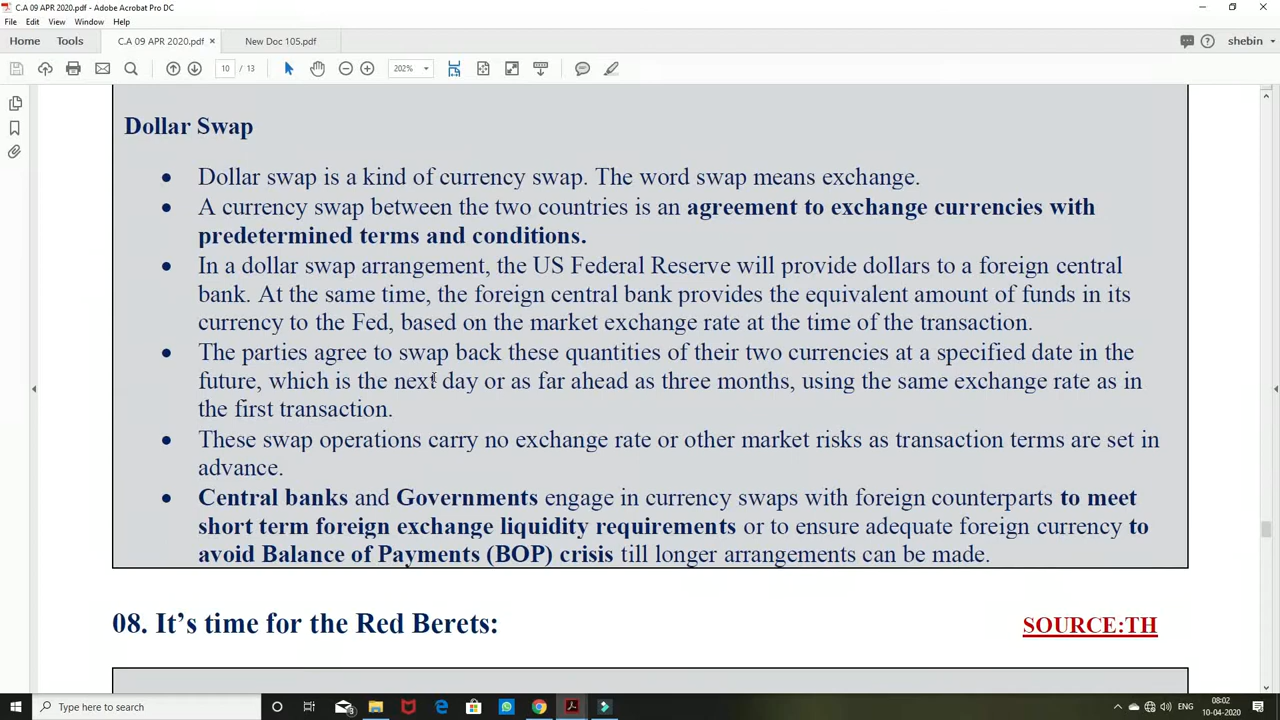 C.A 09 APR 2020.pdf - Adobe Acrobat Pro DC
File Edit View Window Help
Home Tools C.A 09 APR 2020.pdf × New Doc 105.pdf shebin
10 / 13 202%
Dollar Swap
• Dollar swap is a kind of currency swap. The word swap means exchange.
• A currency swap between the two countries is an agreement to exchange currencies with
predetermined terms and conditions.
• In a dollar swap arrangement, the US Federal Reserve will provide dollars to a foreign central
bank. At the same time, the foreign central bank provides the equivalent amount of funds in its
currency to the Fed, based on the market exchange rate at the time of the transaction.
• The parties agree to swap back these quantities of their two currencies at a specified date in the
future, which is the next day or as far ahead as three months, using the same exchange rate as in
the first transaction.
• These swap operations carry no exchange rate or other market risks as transaction terms are set in
advance.
• Central banks and Governments engage in currency swaps with foreign counterparts to meet
short term foreign exchange liquidity requirements or to ensure adequate foreign currency to
avoid Balance of Payments (BOP) crisis till longer arrangements can be made.
08. It's time for the Red Berets: SOURCE:TH
Type here to search
ENG
08:02
10-04-2020